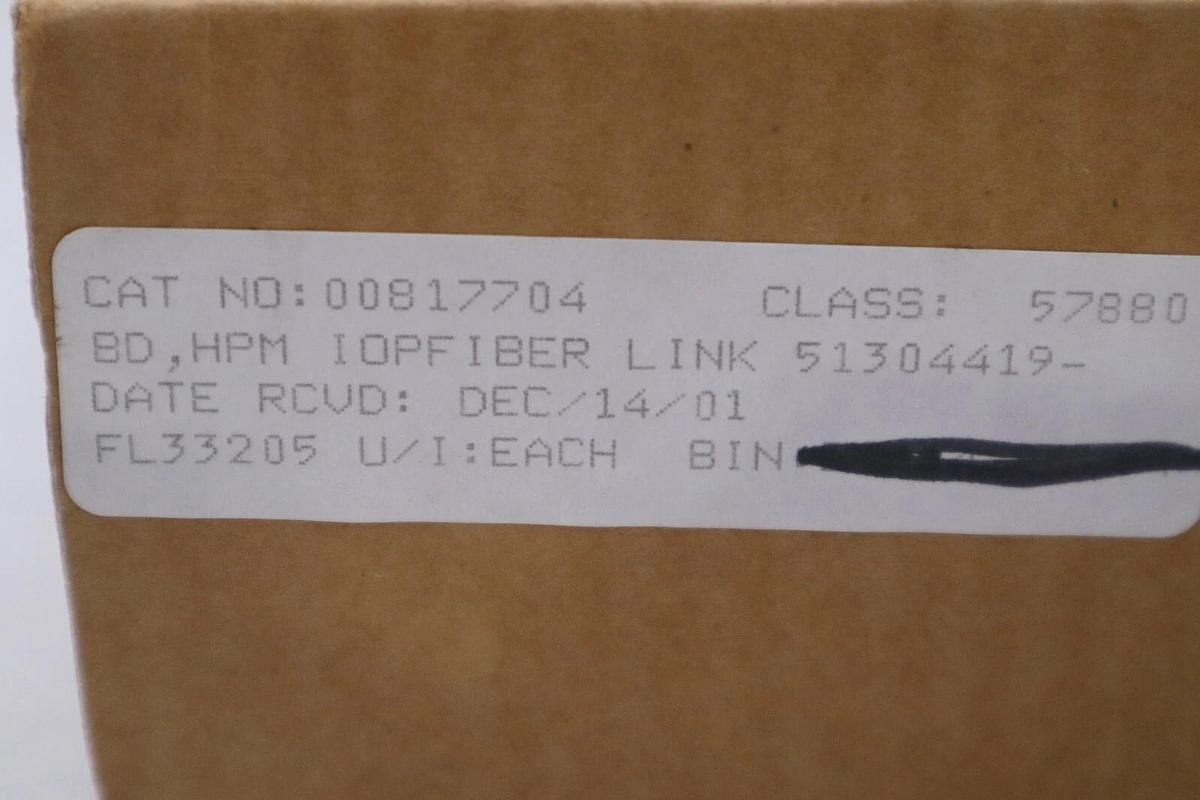 CAT NO:00817704 CLASS: 57880
BD,HPM IOPFIBER LINK 51304419-
DATE RCVD: DEC/14/01
FL33205 U/I:EACH BIN